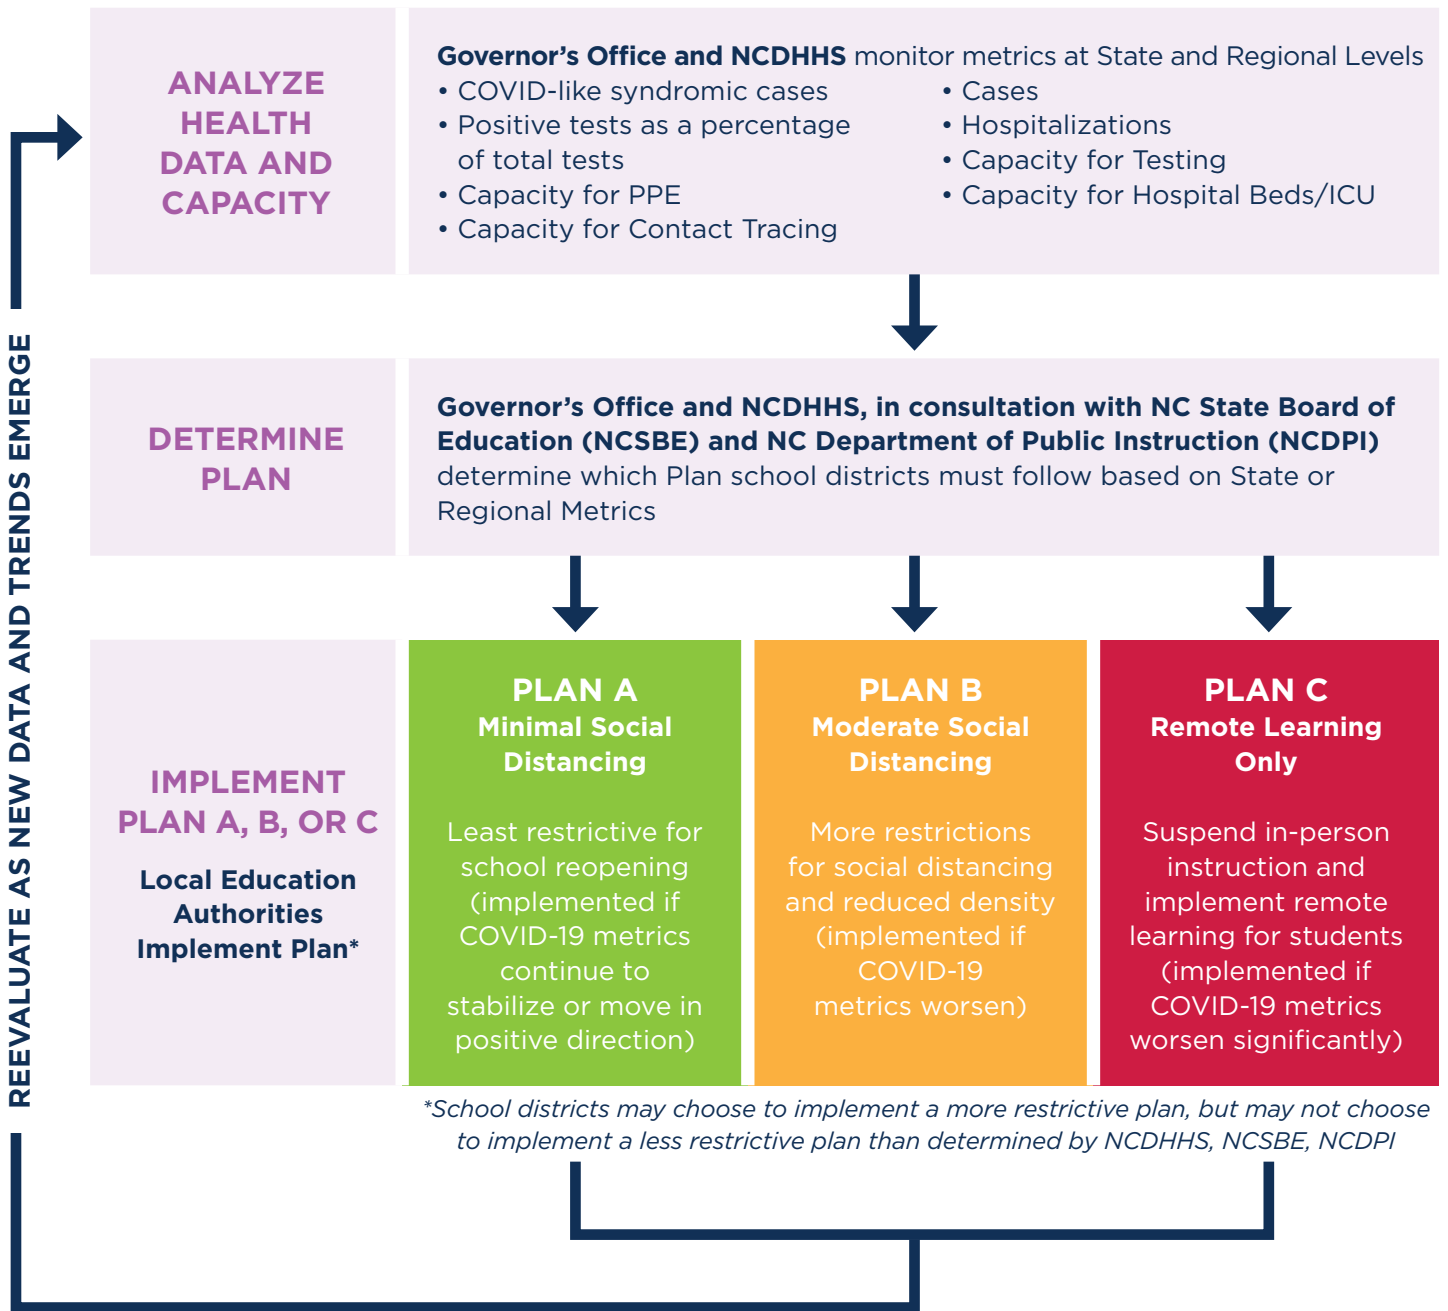 REEVALUATE AS NEW DATA AND TRENDS EMERGE
ANALYZE
HEALTH
DATA AND
CAPACITY
Governor’s Office and NCDHHS monitor metrics at State and Regional Levels
• COVID-like syndromic cases
• Positive tests as a percentage
of total tests
• Capacity for PPE
• Capacity for Contact Tracing
• Cases
• Hospitalizations
• Capacity for Testing
• Capacity for Hospital Beds/ICU
DETERMINE
PLAN
Governor’s Office and NCDHHS, in consultation with NC State Board of
Education (NCSBE) and NC Department of Public Instruction (NCDPI)
determine which Plan school districts must follow based on State or
Regional Metrics
IMPLEMENT
PLAN A, B, OR C
Local Education
Authorities
Implement Plan*
PLAN A
Minimal Social
Distancing
Least restrictive for
school reopening
(implemented if
COVID-19 metrics
continue to
stabilize or move in
positive direction)
PLAN B
Moderate Social
Distancing
More restrictions
for social distancing
and reduced density
(implemented if
COVID-19
metrics worsen)
PLAN C
Remote Learning
Only
Suspend in-person
instruction and
implement remote
learning for students
(implemented if
COVID-19 metrics
worsen significantly)
*School districts may choose to implement a more restrictive plan, but may not choose
to implement a less restrictive plan than determined by NCDHHS, NCSBE, NCDPI